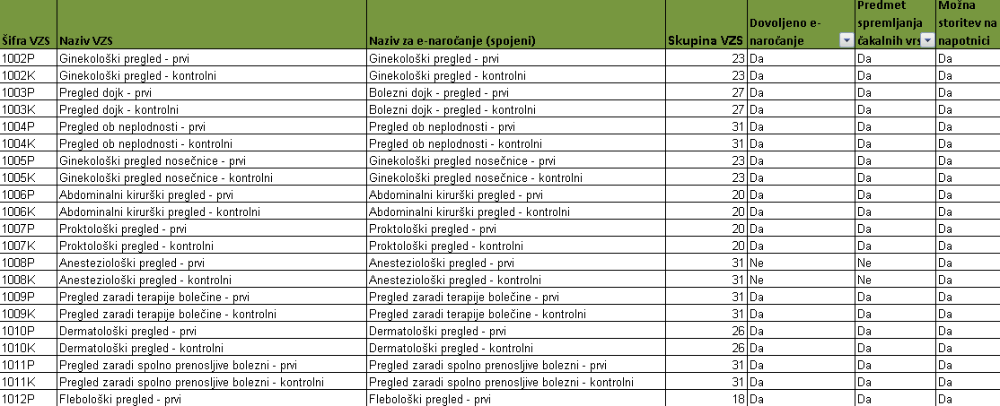 Šifra VZS Naziv VZS Naziv za e-naročanje (spojeni) Skupina VZS Dovoljeno e-naročanje Predmet spremljanja čakalnih vrs Možna storitev na napotnici
1002P Ginekološki pregled - prvi Ginekološki pregled - prvi 23 Da Da Da
1002K Ginekološki pregled - kontrolni Ginekološki pregled - kontrolni 23 Da Da Da
1003P Pregled dojk - prvi Bolezni dojk - pregled - prvi 27 Da Da Da
1003K Pregled dojk - kontrolni Bolezni dojk - pregled - kontrolni 27 Da Da Da
1004P Pregled ob neplodnosti - prvi Pregled ob neplodnosti - prvi 31 Da Da Da
1004K Pregled ob neplodnosti - kontrolni Pregled ob neplodnosti - kontrolni 31 Da Da Da
1005P Ginekološki pregled nosečnice - prvi Ginekološki pregled nosečnice - prvi 23 Da Da Da
1005K Ginekološki pregled nosečnice - kontrolni Ginekološki pregled nosečnice - kontrolni 23 Da Da Da
1006P Abdominalni kirurški pregled - prvi Abdominalni kirurški pregled - prvi 20 Da Da Da
1006K Abdominalni kirurški pregled - kontrolni Abdominalni kirurški pregled - kontrolni 20 Da Da Da
1007P Proktološki pregled - prvi Proktološki pregled - prvi 20 Da Da Da
1007K Proktološki pregled - kontrolni Proktološki pregled - kontrolni 20 Da Da Da
1008P Anesteziološki pregled - prvi Anesteziološki pregled - prvi 31 Ne Ne Da
1008K Anesteziološki pregled - kontrolni Anesteziološki pregled - kontrolni 31 Ne Ne Da
1009P Pregled zaradi terapije bolečine - prvi Pregled zaradi terapije bolečine - prvi 31 Da Da Da
1009K Pregled zaradi terapije bolečine - kontrolni Pregled zaradi terapije bolečine - kontrolni 31 Da Da Da
1010P Dermatološki pregled - prvi Dermatološki pregled - prvi 26 Da Da Da
1010K Dermatološki pregled - kontrolni Dermatološki pregled - kontrolni 26 Da Da Da
1011P Pregled zaradi spolno prenosljive bolezni - prvi Pregled zaradi spolno prenosljive bolezni - prvi 31 Da Da Da
1011K Pregled zaradi spolno prenosljive bolezni - kontrolni Pregled zaradi spolno prenosljive bolezni - kontrolni 31 Da Da Da
1012P Flebološki pregled - prvi Flebološki pregled - prvi 18 Da Da Da